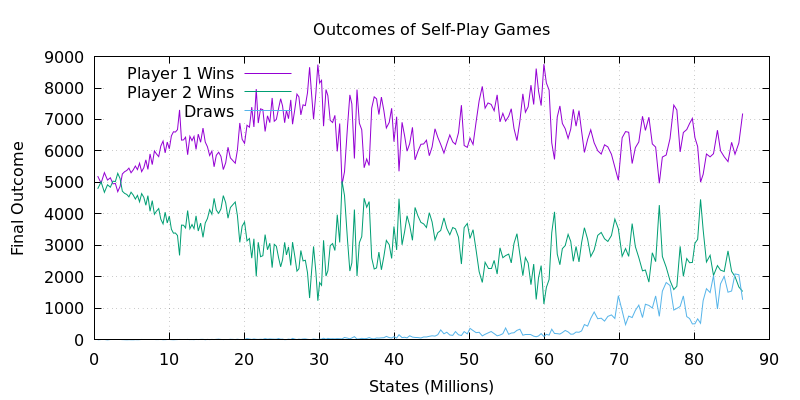 Outcomes of Self-Play Games
Final Outcome
9000
8000
7000
6000
5000
4000
3000
2000
1000
0
Player 1 Wins
Player 2 Wins
Draws
0 10 20 30 40 50 60 70 80 90
States (Millions)